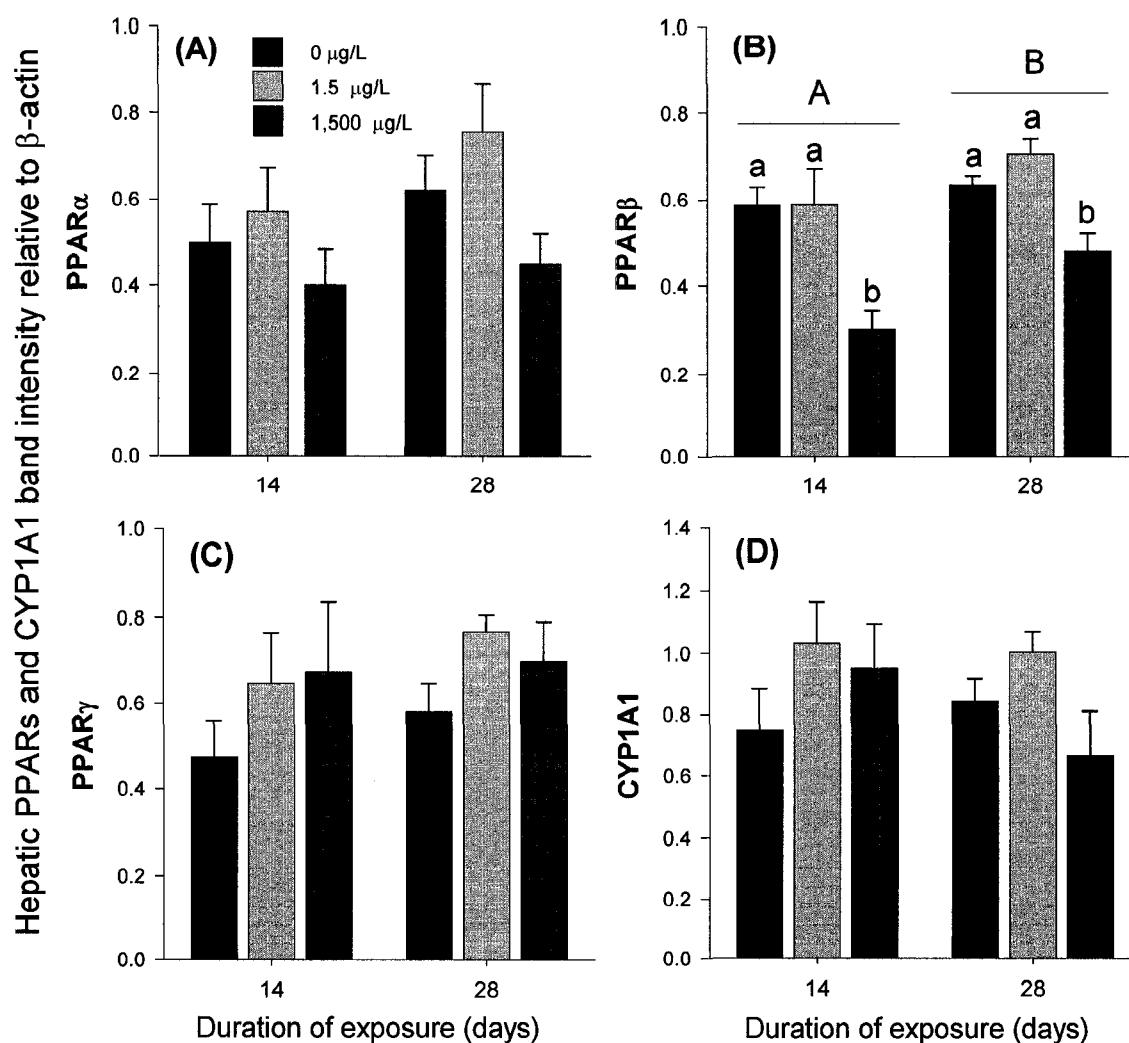 Hepatic PPARs and CYP1A1 band intensity relative to β-actin
(A)
0 µg/L
1.5 µg/L
1,500 µg/L
PPARα
1.0
0.8
0.6
0.4
0.2
0.0
14 28
(B)
A B
a a b a a b
PPARβ
1.0
0.8
0.6
0.4
0.2
0.0
14 28
(C)
PPARγ
1.0
0.8
0.6
0.4
0.2
0.0
14 28
Duration of exposure (days)
(D)
CYP1A1
1.4
1.2
1.0
0.8
0.6
0.4
0.2
0.0
14 28
Duration of exposure (days)